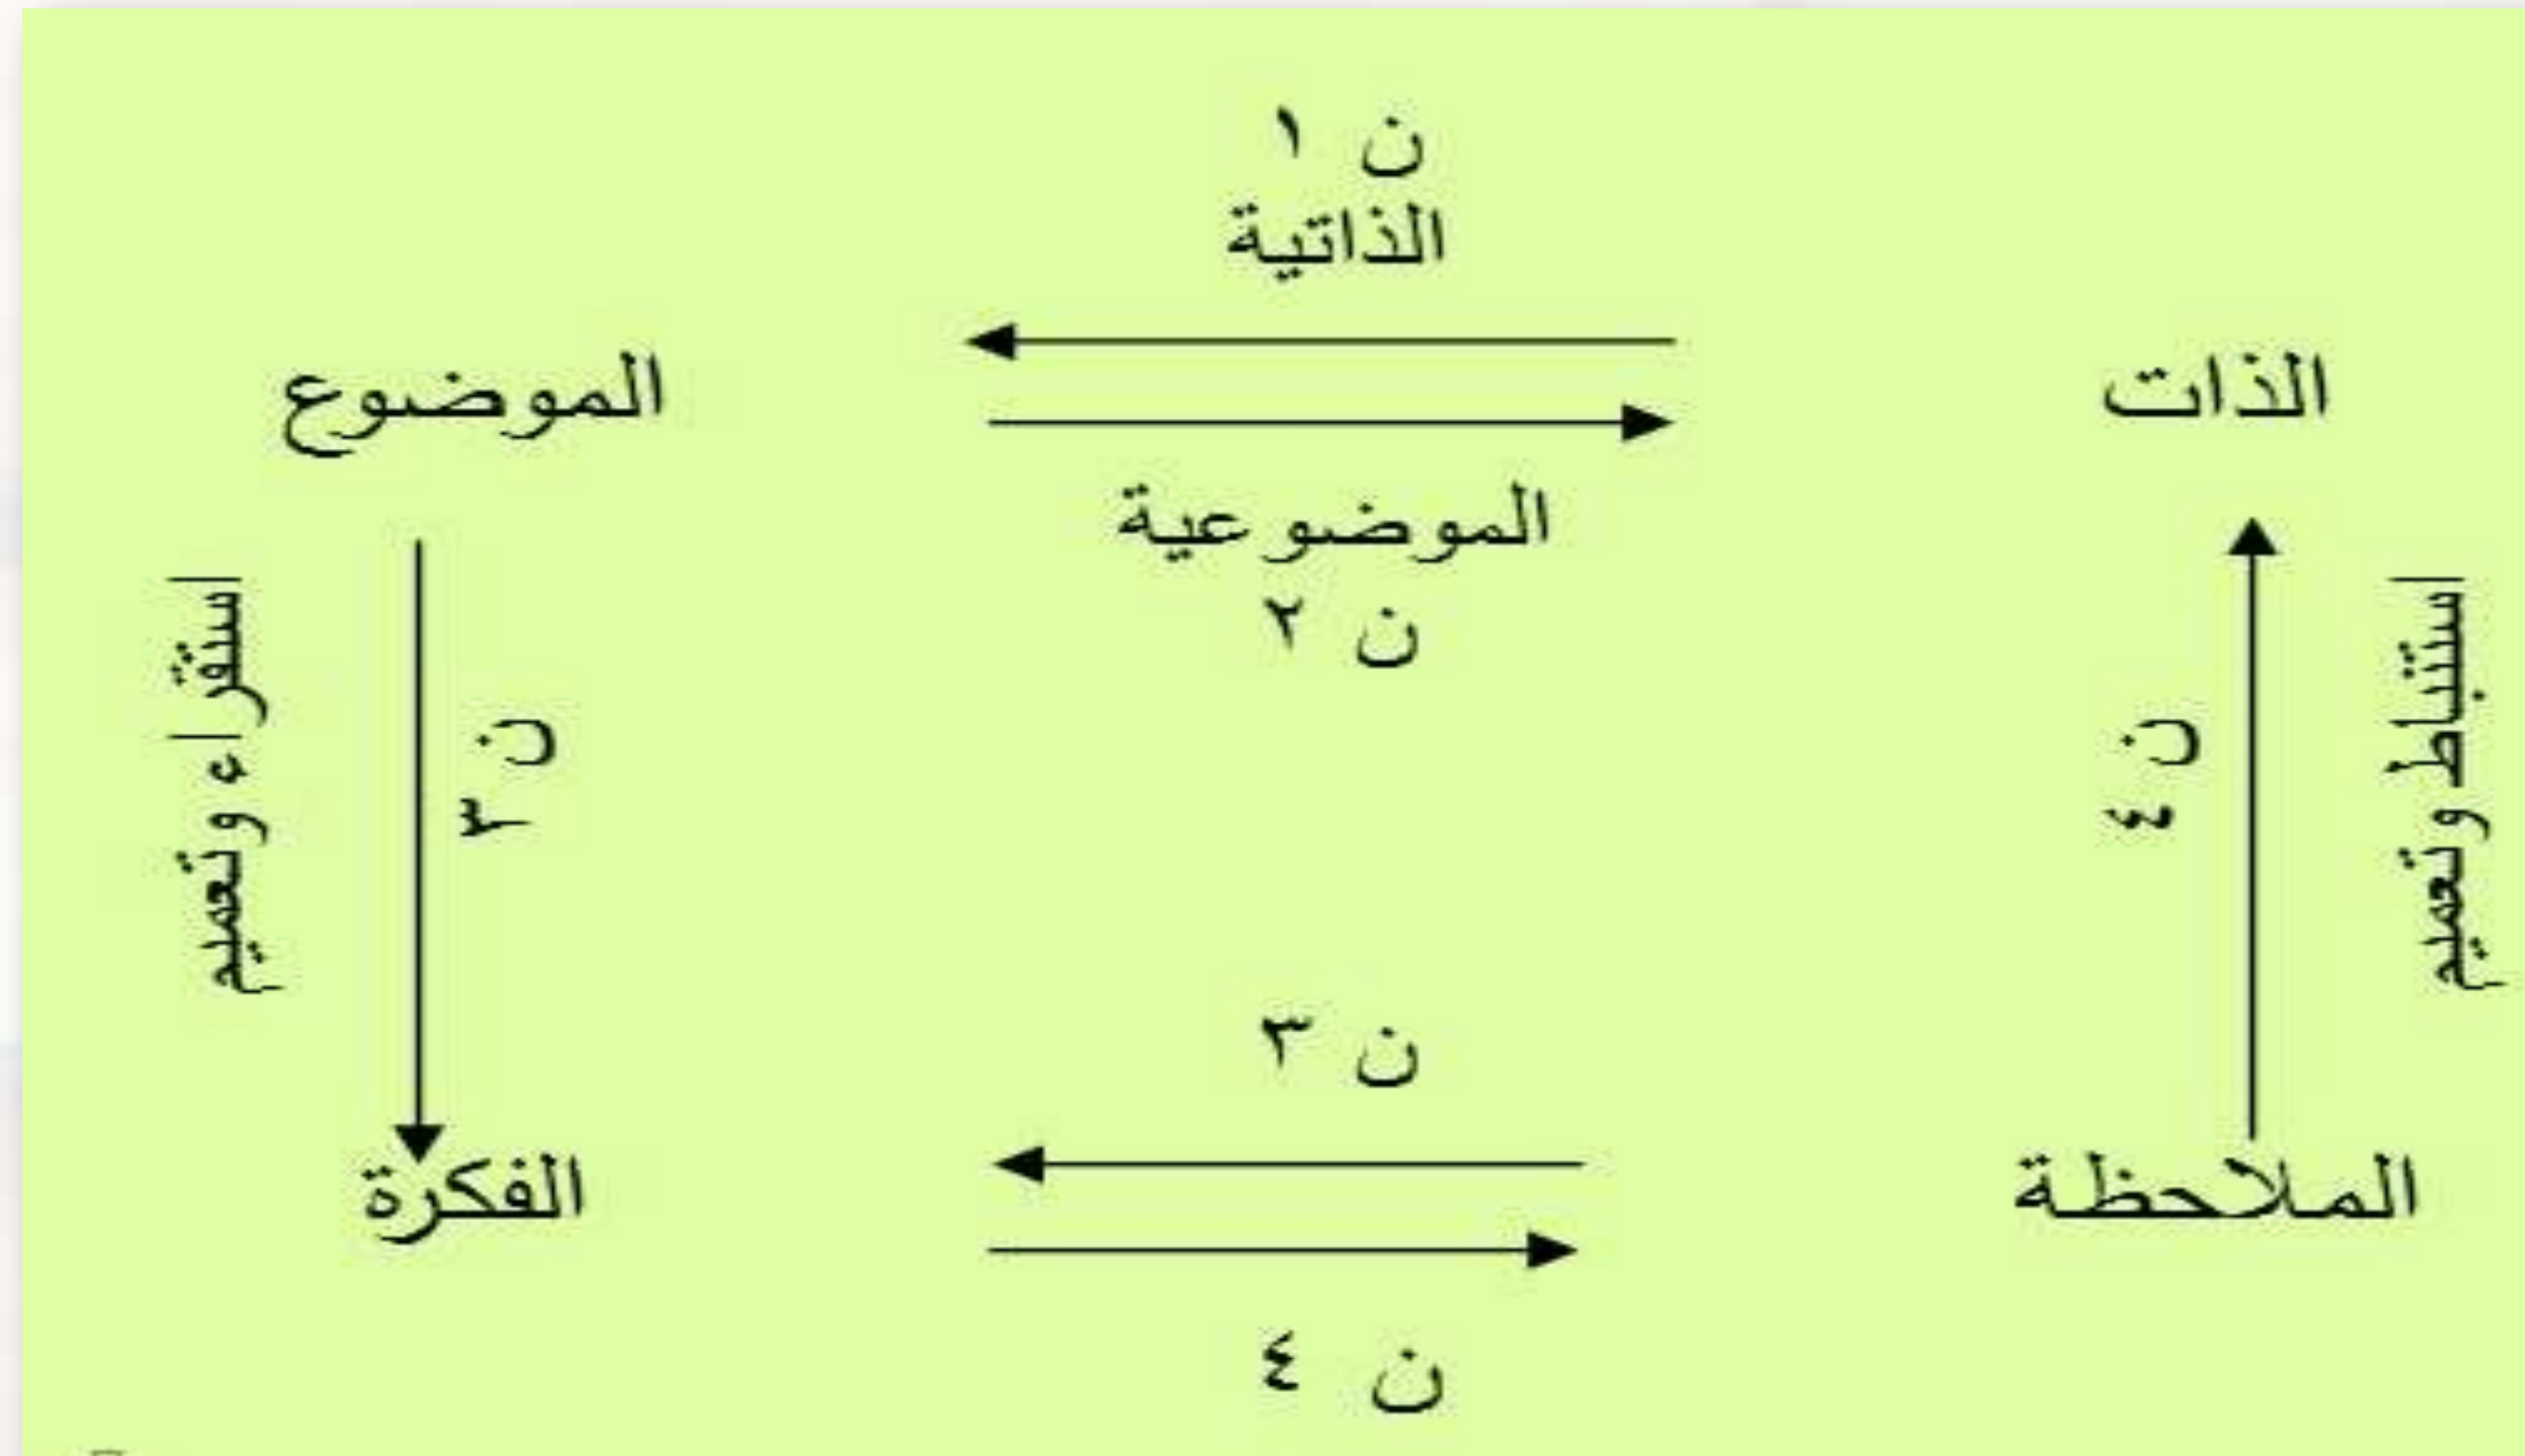 ن ١
الذاتية
الذات
الموضوع
الموضوعية
ن ٢
استنباط وتعميم
ن ٤
ن ٣
استقراء وتعميم
ن ٣
الملاحظة
الفكرة
ن ٤